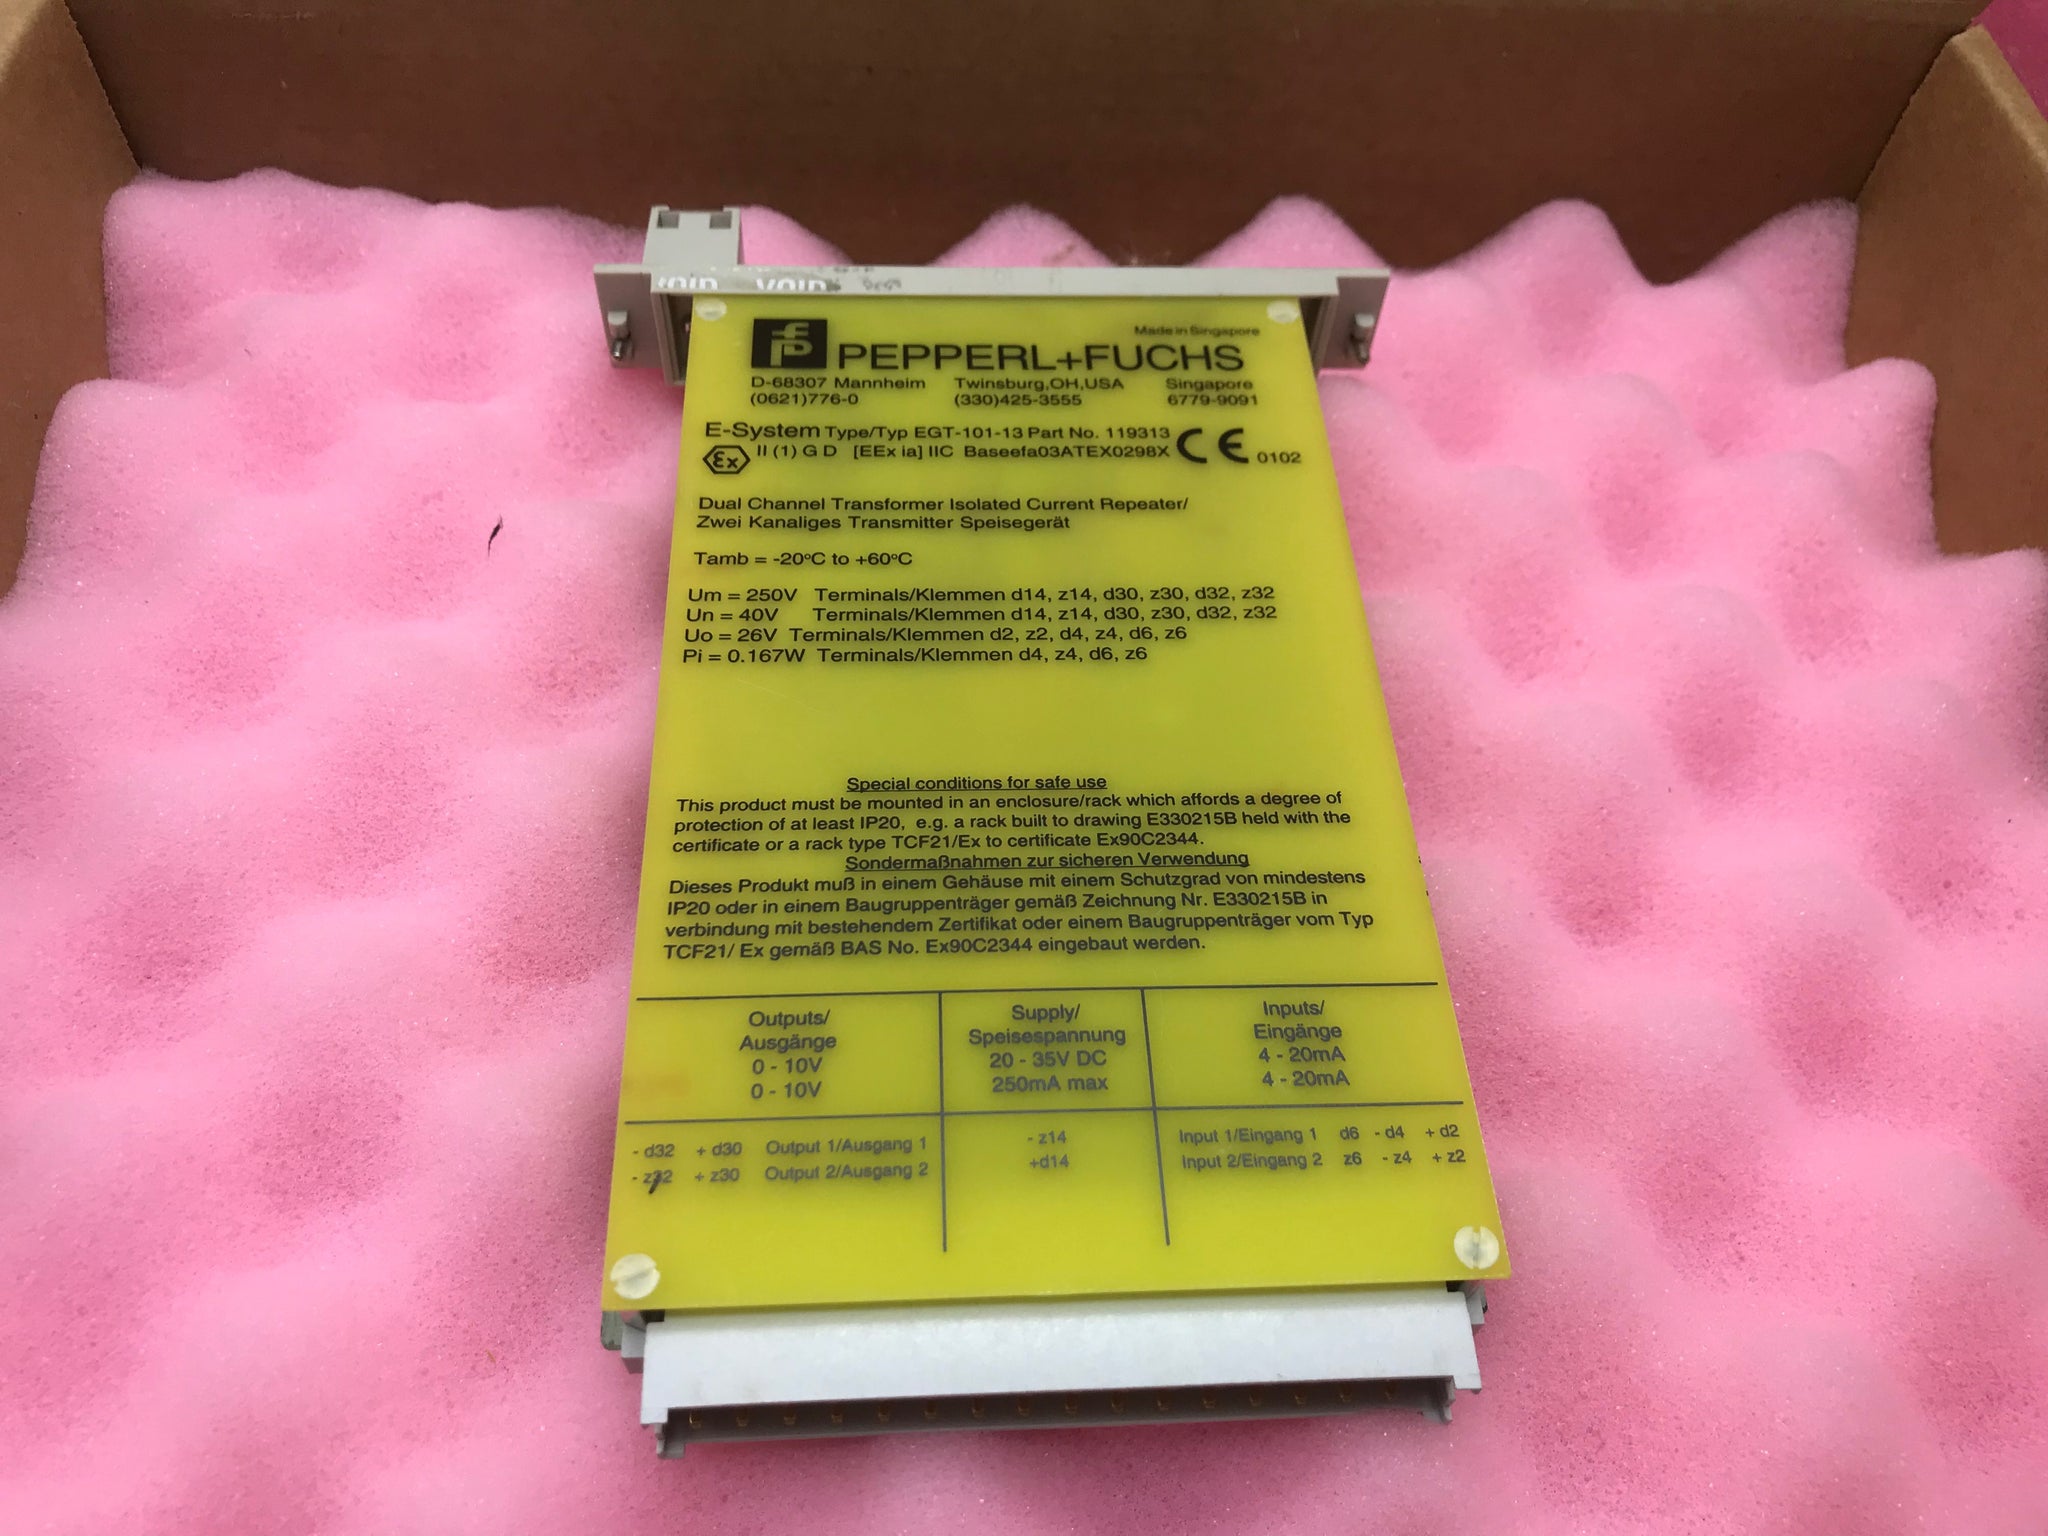 VOID
Made in Singapore
PEPPERL+FUCHS
D-68307 Mannheim Twinsburg,OH,USA Singapore
(0621)776-0 (330)425-3555 6779-9091
E-System Type/Typ EGT-101-13 Part No. 119313
Ex II (1) G D [EEx ia] IIC Baseefa03ATEX0298X CE 0102
Dual Channel Transformer Isolated Current Repeater/
Zwei Kanaliges Transmitter Speisegerät
Tamb = -20°C to +60°C
Um = 250V Terminals/Klemmen d14, z14, d30, z30, d32, z32
Un = 40V Terminals/Klemmen d14, z14, d30, z30, d32, z32
Uo = 26V Terminals/Klemmen d2, z2, d4, z4, d6, z6
Pi = 0.167W Terminals/Klemmen d4, z4, d6, z6
Special conditions for safe use
This product must be mounted in an enclosure/rack which affords a degree of
protection of at least IP20, e.g. a rack built to drawing E330215B held with the
certificate or a rack type TCF21/Ex to certificate Ex90C2344.
Sondermaßnahmen zur sicheren Verwendung
Dieses Produkt muß in einem Gehäuse mit einem Schutzgrad von mindestens
IP20 oder in einem Baugruppenträger gemäß Zeichnung Nr. E330215B in
verbindung mit bestehendem Zertifikat oder einem Baugruppenträger vom Typ
TCF21/ Ex gemäß BAS No. Ex90C2344 eingebaut werden.
Outputs/
Ausgänge
0 - 10V
0 - 10V
Supply/
Speisespannung
20 - 35V DC
250mA max
Inputs/
Eingänge
4 - 20mA
4 - 20mA
- d32 + d30 Output 1/Ausgang 1
- z32 + z30 Output 2/Ausgang 2
- z14
+d14
Input 1/Eingang 1 d6 - d4 + d2
Input 2/Eingang 2 z6 - z4 + z2